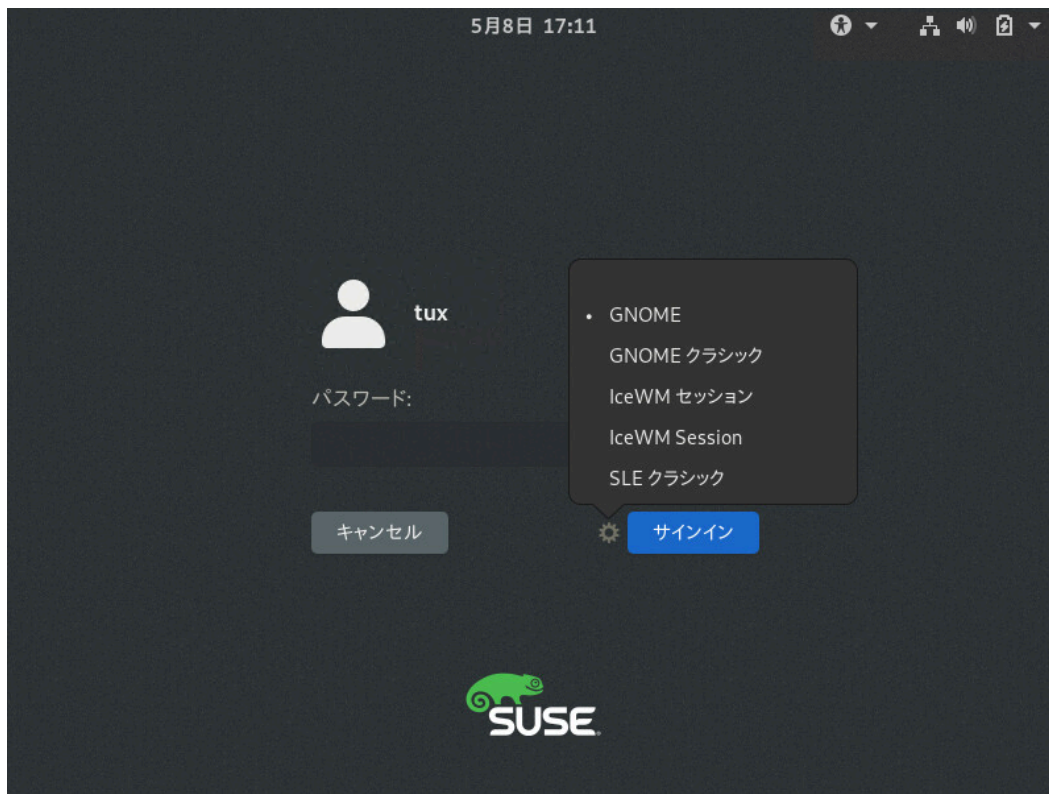 5月8日 17:11
tux
パスワード:
• GNOME
GNOME クラシック
IceWM セッション
IceWM Session
SLE クラシック
キャンセル
サインイン
SUSE.